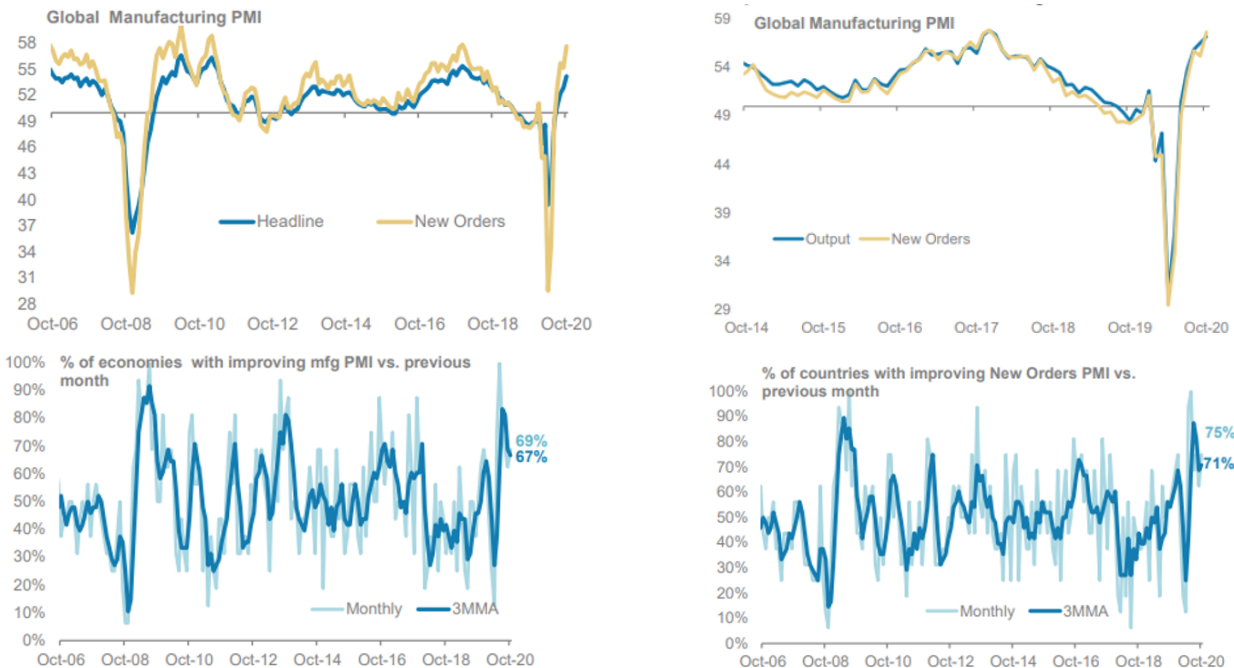 Global Manufacturing PMI
58
55
52
49
46
43
40
37
34
31
28
Headline
New Orders
Oct-06
Oct-08
Oct-10
Oct-12
Oct-14
Oct-16
Oct-18
Oct-20
Global Manufacturing PMI
59
54
49
44
39
34
29
Output
New Orders
Oct-14
Oct-15
Oct-16
Oct-17
Oct-18
Oct-19
Oct-20
% of economies with improving mfg PMI vs. previous
month
100%
90%
80%
70%
60%
50%
40%
30%
20%
10%
0%
69%
67%
Monthly
3MMA
Oct-06
Oct-08
Oct-10
Oct-12
Oct-14
Oct-16
Oct-18
Oct-20
% of countries with improving New Orders PMI vs.
previous month
100%
90%
80%
70%
60%
50%
40%
30%
20%
10%
0%
75%
71%
Monthly
3MMA
Oct-06
Oct-08
Oct-10
Oct-12
Oct-14
Oct-16
Oct-18
Oct-20